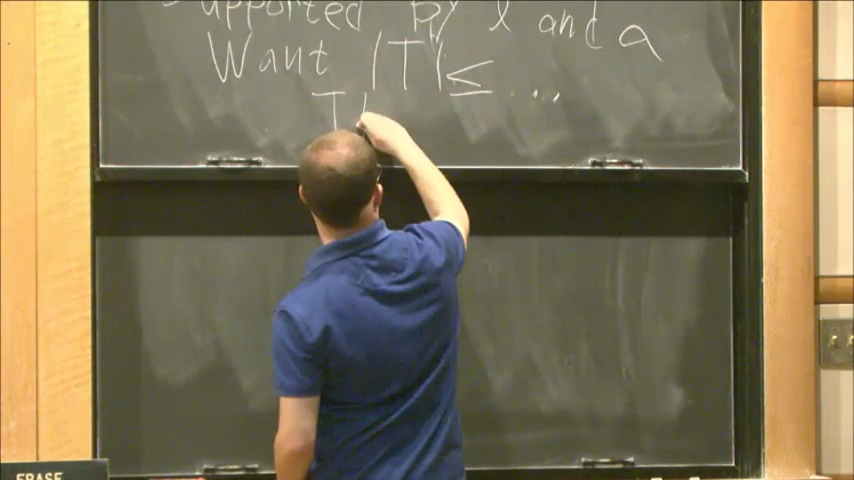 supported by l and a
Want |T| ≤ ....
T
ERASE